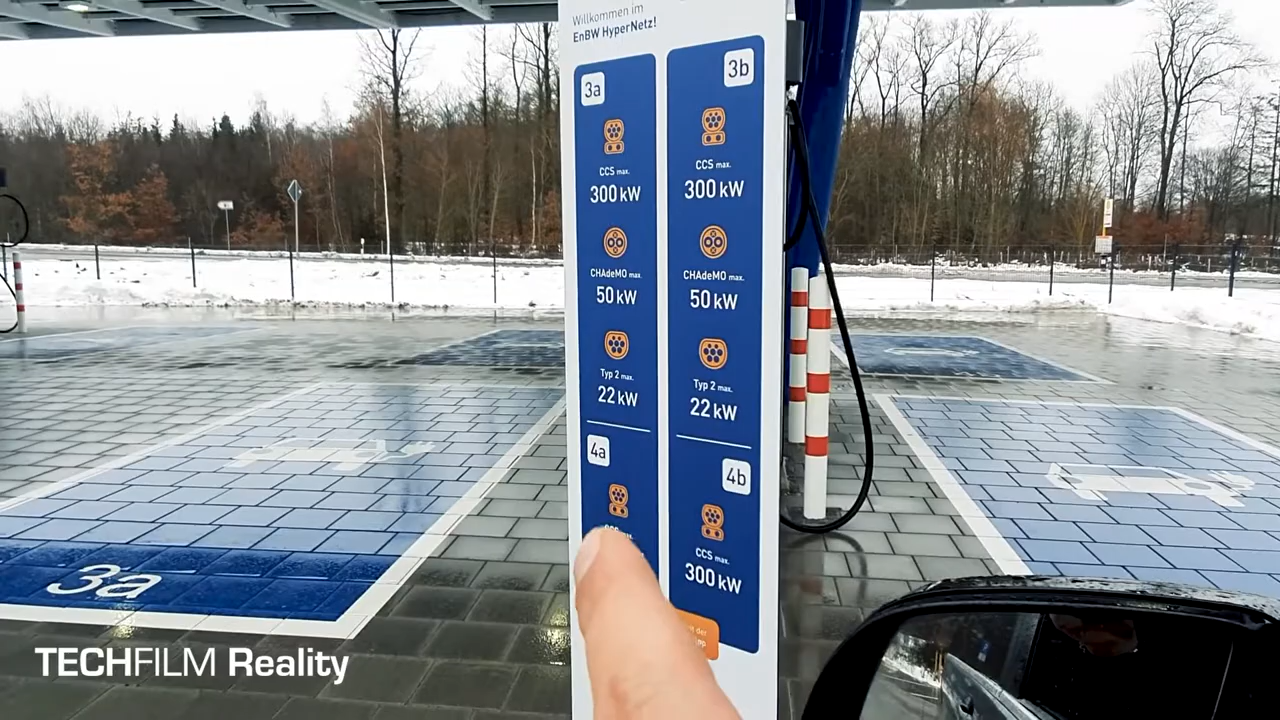 Willkommen im
EnBW HyperNetz!
3a
CCS max.
300 kW
CHAdeMO max.
50 kW
Typ 2 max.
22 kW
4a
CCS
3b
CCS max.
300 kW
CHAdeMO max.
50 kW
Typ 2 max.
22 kW
4b
CCS max.
300 kW
3a
TECHFILM Reality